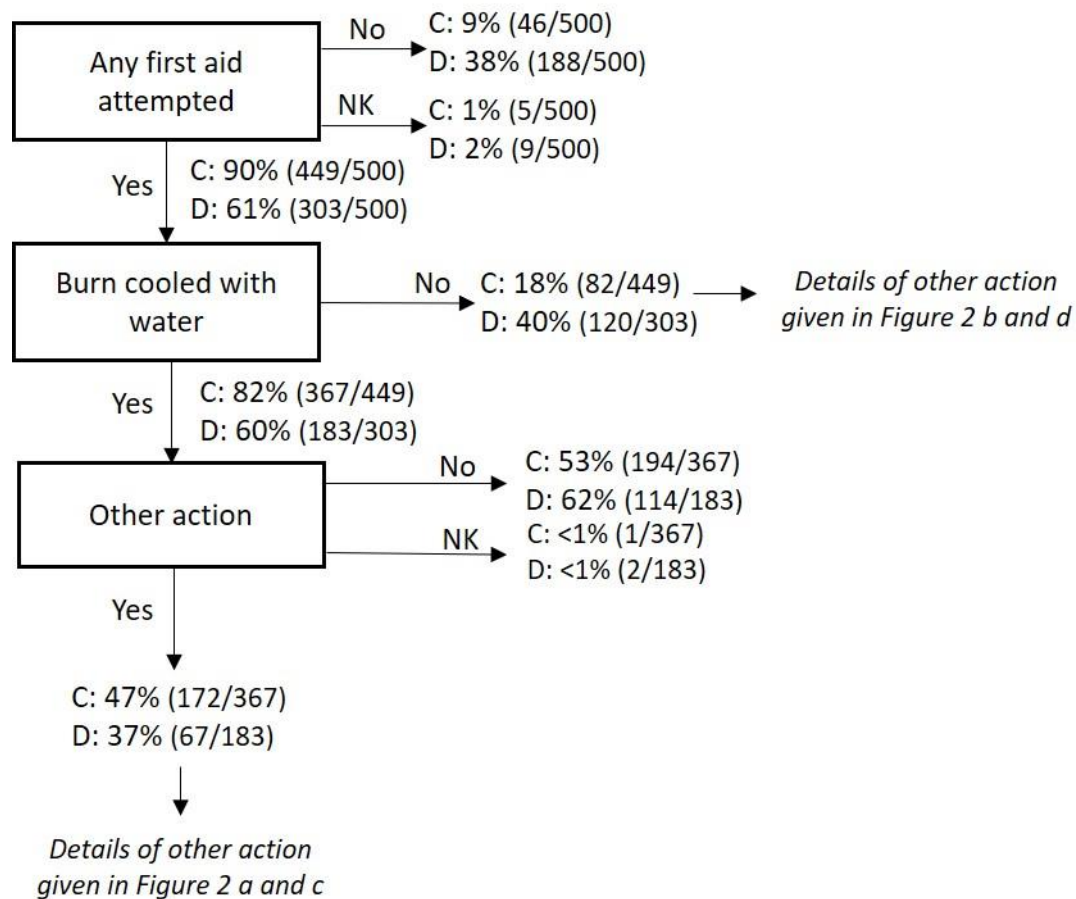 Any first aid
attempted
No
C: 9% (46/500)
D: 38% (188/500)
NK
C: 1% (5/500)
D: 2% (9/500)
Yes
C: 90% (449/500)
D: 61% (303/500)
Burn cooled with
water
No
C: 18% (82/449)
D: 40% (120/303)
Details of other action
given in Figure 2 b and d
Yes
C: 82% (367/449)
D: 60% (183/303)
Other action
No
C: 53% (194/367)
D: 62% (114/183)
NK
C: <1% (1/367)
D: <1% (2/183)
Yes
C: 47% (172/367)
D: 37% (67/183)
Details of other action
given in Figure 2 a and c